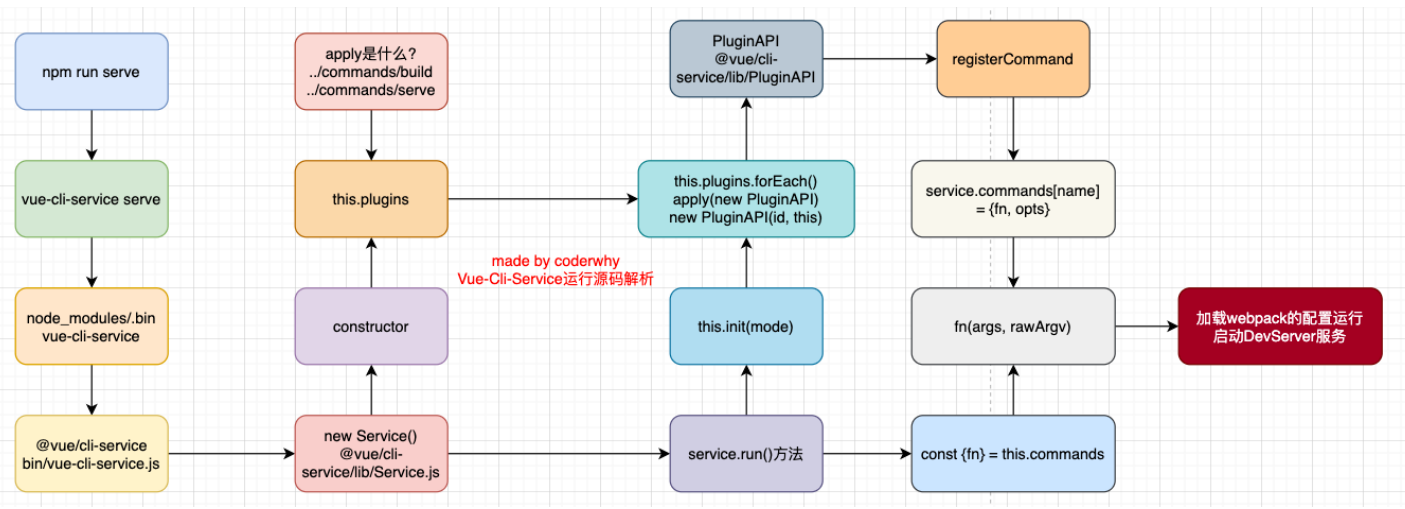 npm run serve
vue-cli-service serve
node_modules/.bin
vue-cli-service
@vue/cli-service
bin/vue-cli-service.js
apply是什么?
../commands/build
../commands/serve
this.plugins
constructor
new Service()
@vue/cli-
service/lib/Service.js
made by coderwhy
Vue-Cli-Service运行源码解析
PluginAPI
@vue/cli-
service/lib/PluginAPI
this.plugins.forEach()
apply(new PluginAPI)
new PluginAPI(id, this)
this.init(mode)
service.run()方法
registerCommand
service.commands[name]
= {fn, opts}
fn(args, rawArgv)
const {fn} = this.commands
加载webpack的配置运行
启动DevServer服务